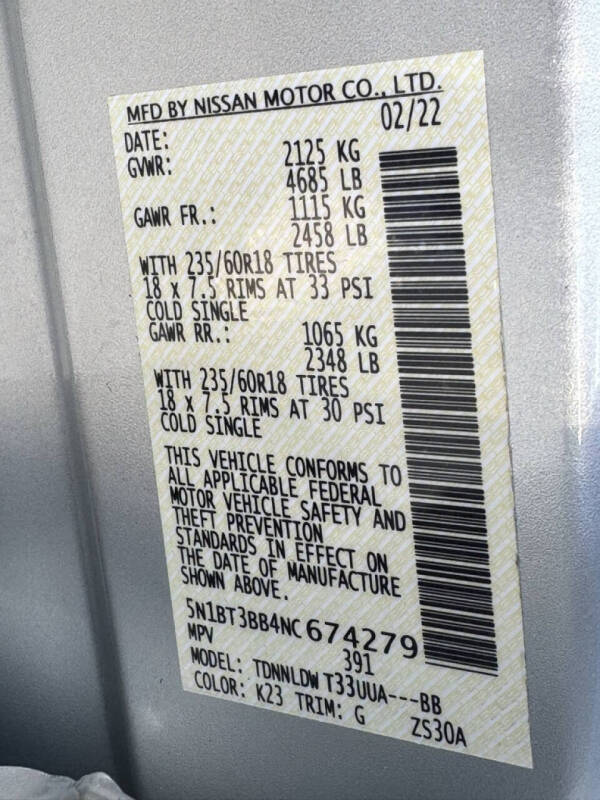 MFD BY NISSAN MOTOR CO., LTD.
DATE: 02/22
GVWR: 2125 KG
4685 LB
GAWR FR.: 1115 KG
2458 LB
WITH 235/60R18 TIRES
18 x 7.5 RIMS AT 33 PSI
COLD SINGLE
GAWR RR.: 1065 KG
2348 LB
WITH 235/60R18 TIRES
18 x 7.5 RIMS AT 30 PSI
COLD SINGLE
THIS VEHICLE CONFORMS TO
ALL APPLICABLE FEDERAL
MOTOR VEHICLE SAFETY AND
THEFT PREVENTION
STANDARDS IN EFFECT ON
THE DATE OF MANUFACTURE
SHOWN ABOVE.
5N1BT3BB4NC674279
MPV 391
MODEL: TDNNLDW T33UUA---BB
COLOR: K23 TRIM: G ZS30A